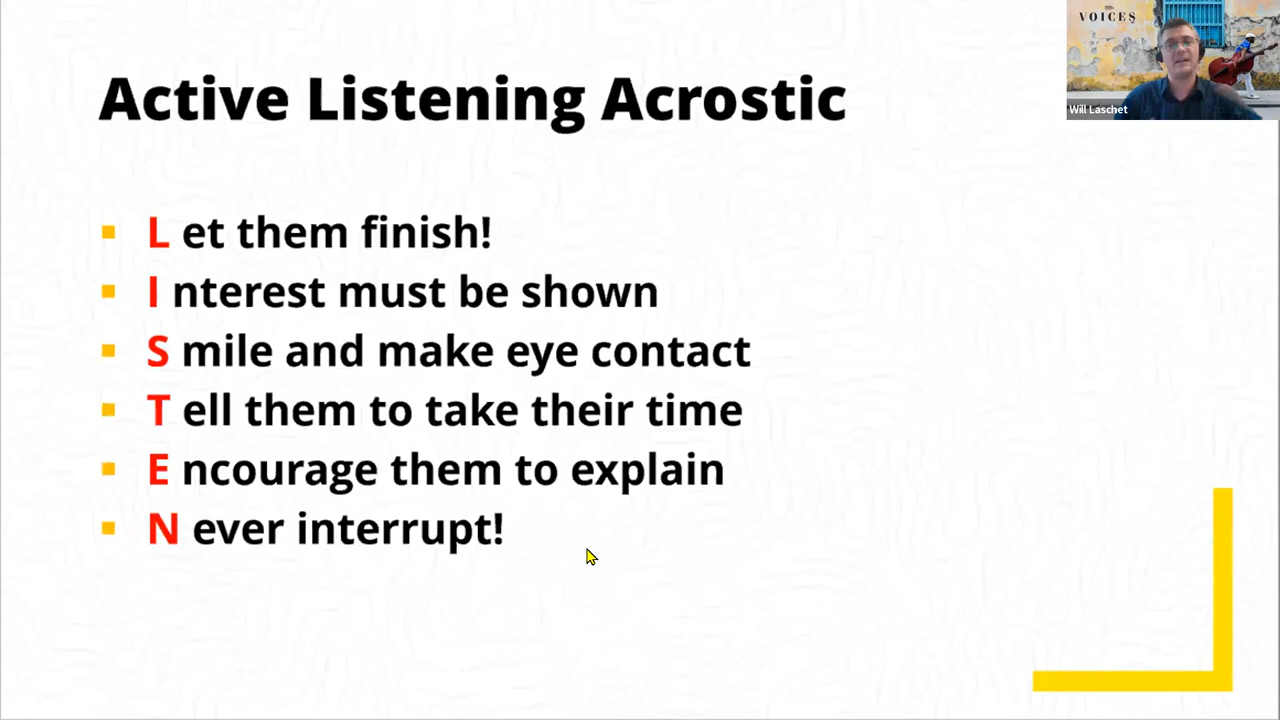 VOICES
Will Laschet
Active Listening Acrostic
L et them finish!
I nterest must be shown
S mile and make eye contact
T ell them to take their time
E ncourage them to explain
N ever interrupt!